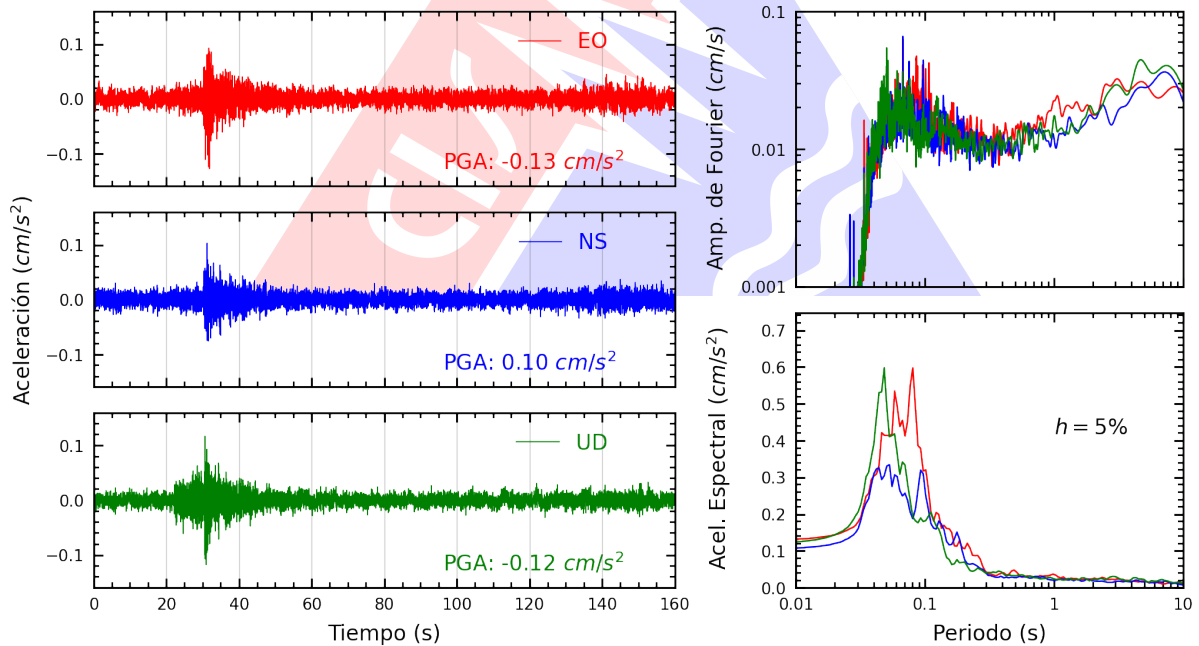 Aceleración (cm/s²)
0.1
0.0
−0.1
EO
PGA: -0.13 cm/s²
0.1
0.0
−0.1
NS
PGA: 0.10 cm/s²
0.1
0.0
−0.1
UD
PGA: -0.12 cm/s²
0 20 40 60 80 100 120 140 160
Tiempo (s)
Amp. de Fourier (cm/s)
0.1
0.01
0.001
Acel. Espectral (cm/s²)
0.7
0.6
0.5
0.4
0.3
0.2
0.1
0.0
h = 5%
0.01 0.1 1 10
Periodo (s)